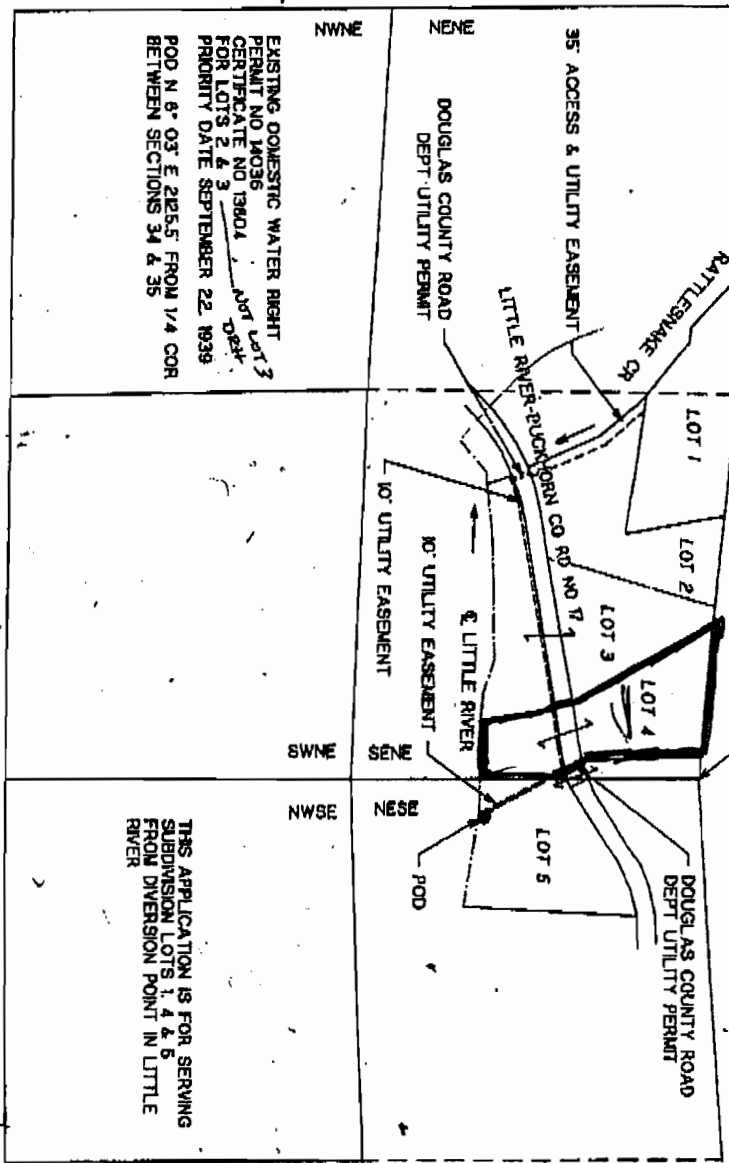 NWNE
NENE
EXISTING DOMESTIC WATER RIGHT
PERMIT NO 14036
CERTIFICATE NO 13604 , NOT LOT 3
FOR LOTS 2 & 3
PRIORITY DATE SEPTEMBER 22 1939
POD N 6° 03' E 2125.5' FROM 1/4 COR
BETWEEN SECTIONS 34 & 35
35' ACCESS & UTILITY EASEMENT
RATTLESNAKE CR
DOUGLAS COUNTY ROAD
DEPT UTILITY PERMIT
LITTLE RIVER-BUCKHORN CO RD NO 17
LOT 1
LOT 2
LOT 3
LOT 4
LOT 5
10' UTILITY EASEMENT
10' UTILITY EASEMENT
℄ LITTLE RIVER
SWNE
SENE
NWSE
NESE
POD
DOUGLAS COUNTY ROAD
DEPT UTILITY PERMIT
THIS APPLICATION IS FOR SERVING
SUBDIVISION LOTS 1, 4 & 5
FROM DIVERSION POINT IN LITTLE
RIVER